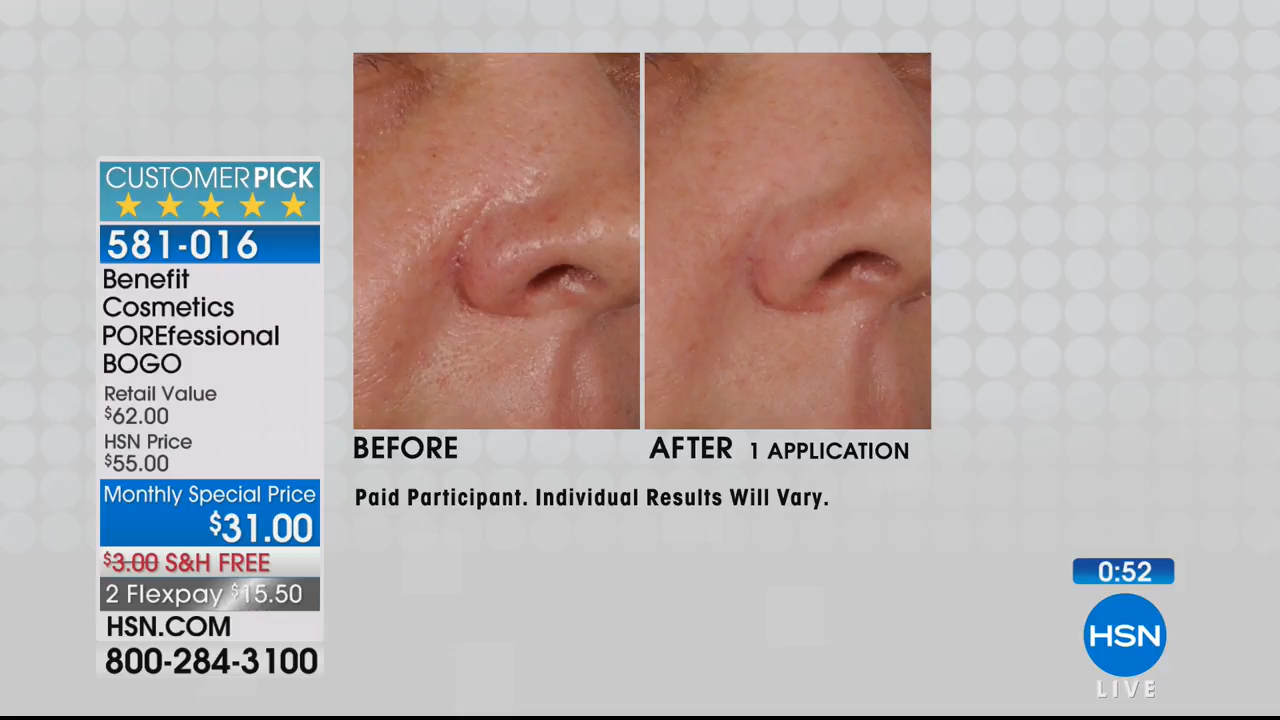 CUSTOMERPICK
581-016
Benefit
Cosmetics
POREfessional
BOGO
Retail Value
$62.00
HSN Price
$55.00
Monthly Special Price
$31.00
$3.00 S&H FREE
2 Flexpay $15.50
HSN.COM
800-284-3100
BEFORE
AFTER 1 APPLICATION
Paid Participant. Individual Results Will Vary.
0:52
HSN
LIVE